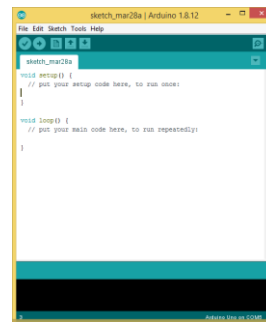 sketch_mar28a | Arduino 1.8.12
File Edit Sketch Tools Help
sketch_mar28a
void setup() {
// put your setup code here, to run once:
}
void loop() {
// put your main code here, to run repeatedly:
}
3
Arduino Uno on COM8